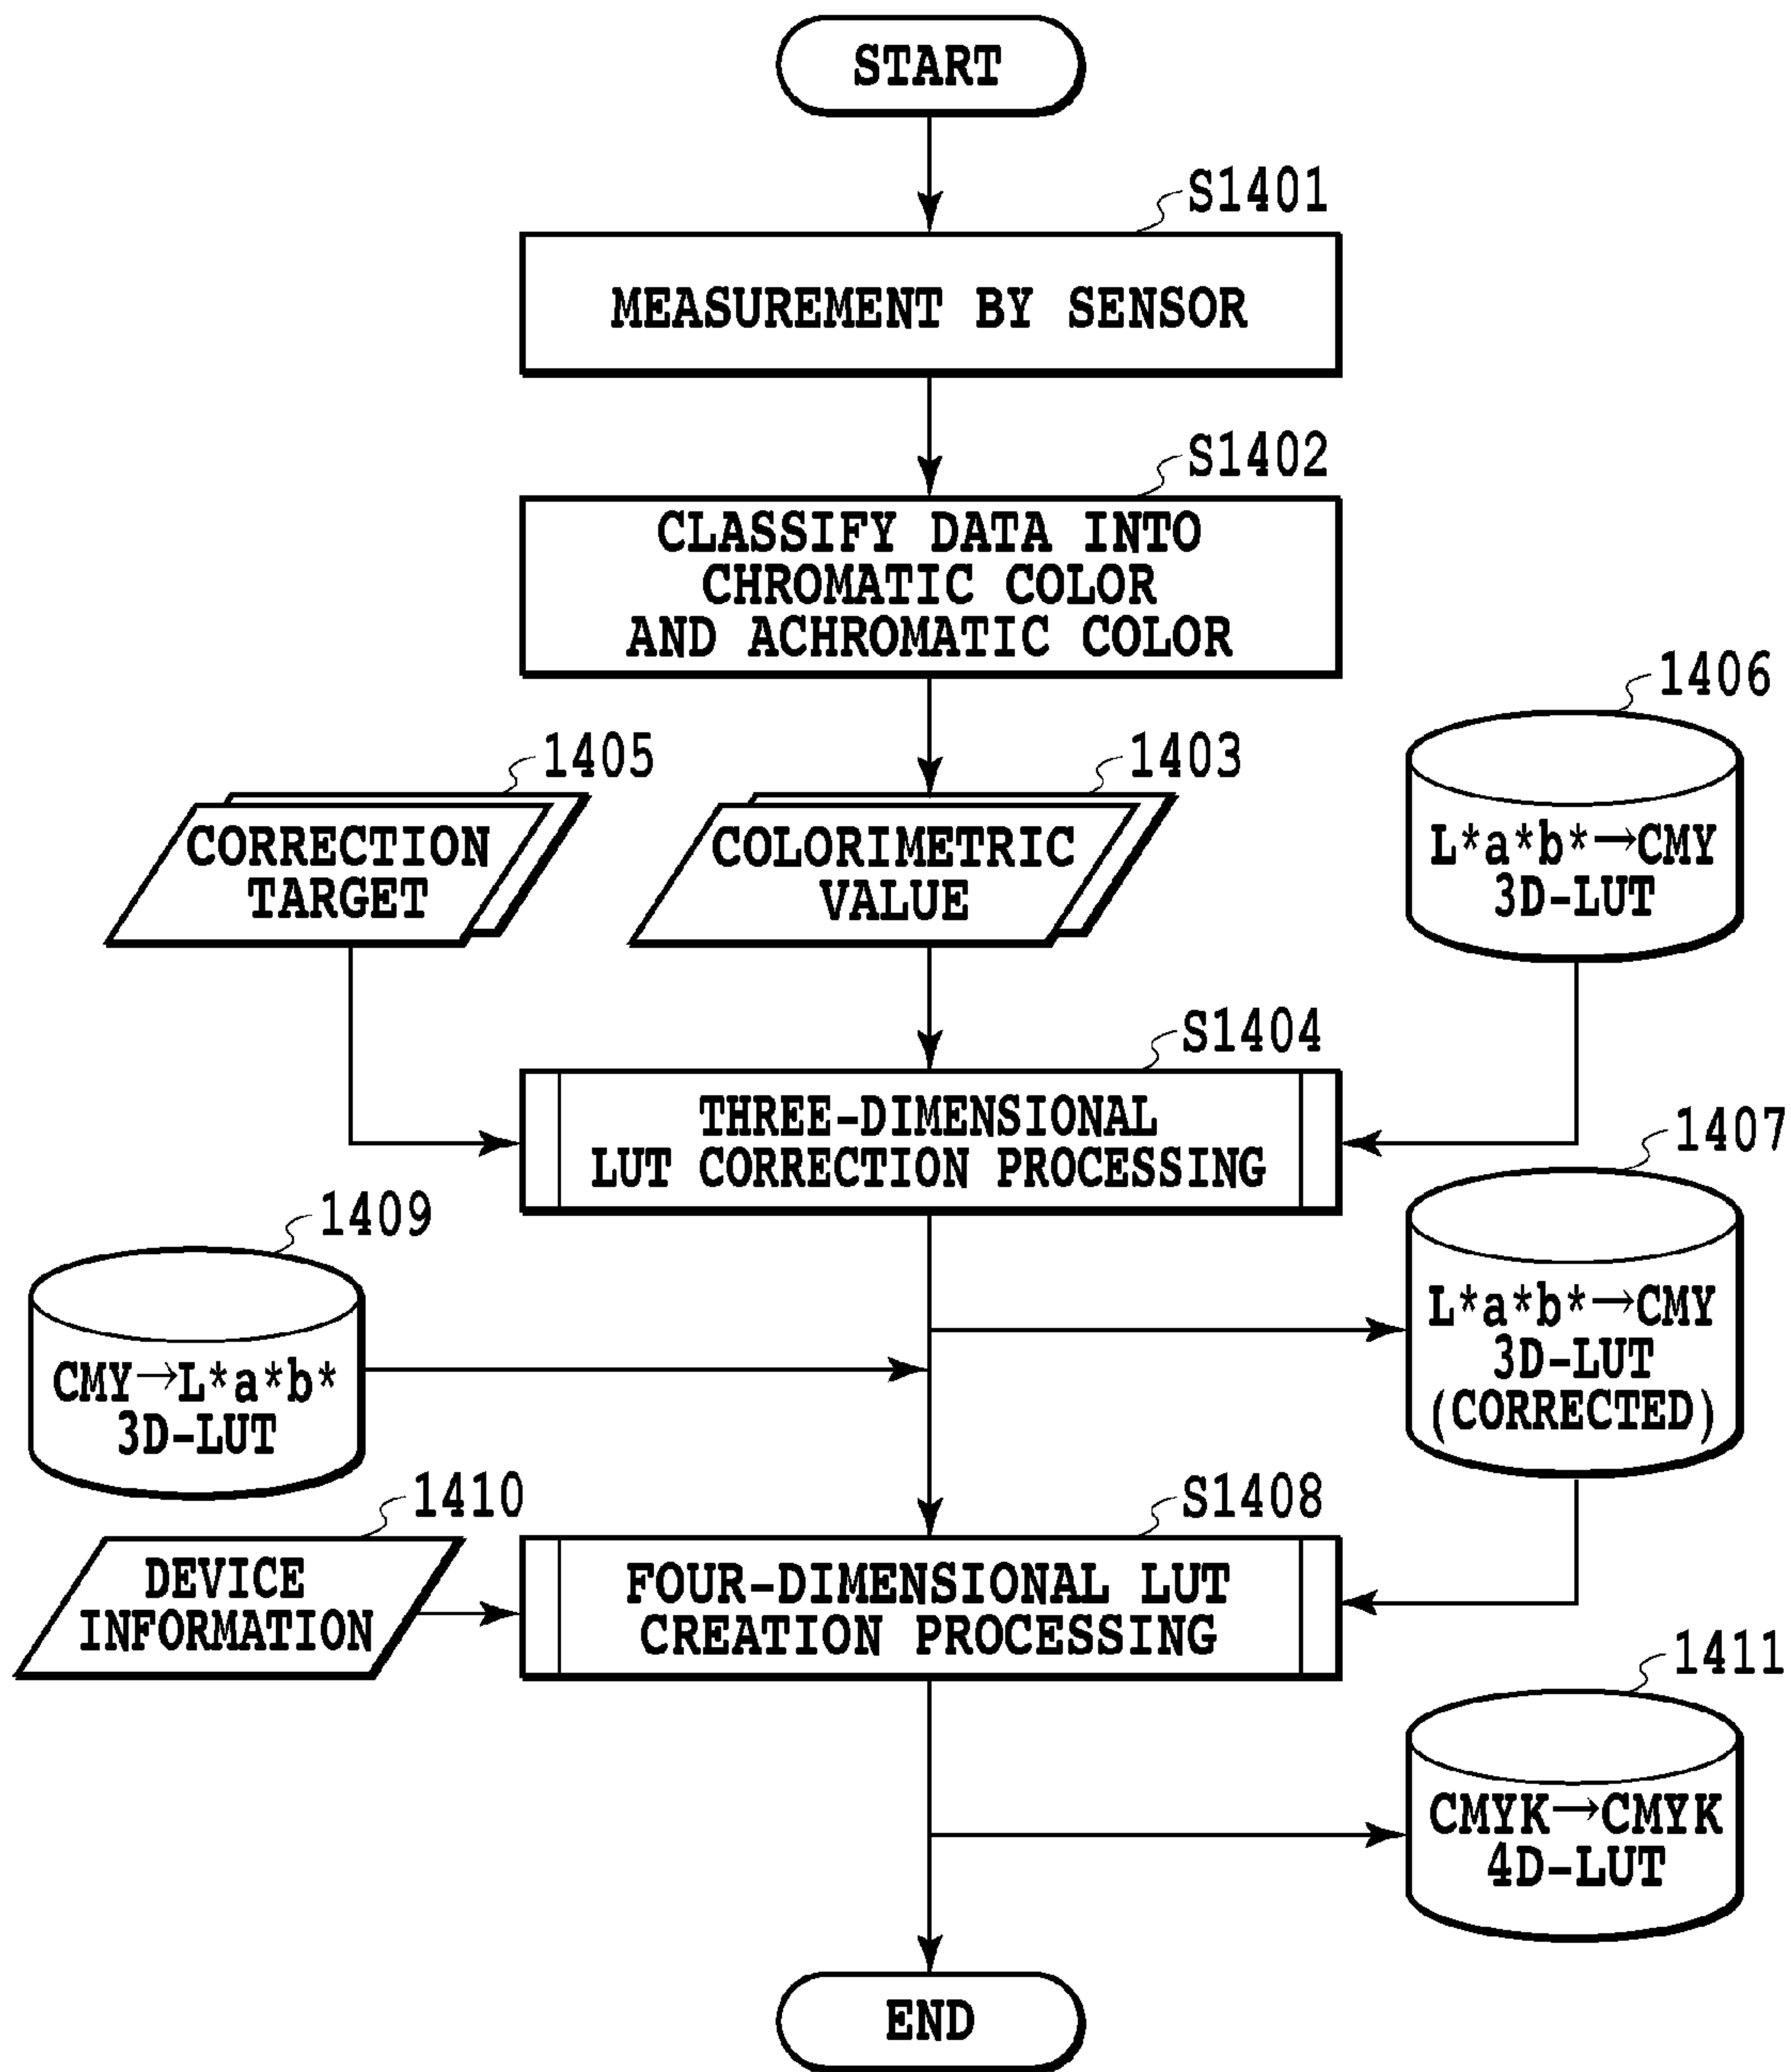 START
S1401
MEASUREMENT BY SENSOR
S1402
CLASSIFY DATA INTO
CHROMATIC COLOR
AND ACHROMATIC COLOR
1405
CORRECTION
TARGET
1403
COLORIMETRIC
VALUE
1406
L*a*b*→CMY
3D-LUT
S1404
THREE-DIMENSIONAL
LUT CORRECTION PROCESSING
1407
L*a*b*→CMY
3D-LUT
(CORRECTED)
1409
CMY→L*a*b*
3D-LUT
1410
DEVICE
INFORMATION
S1408
FOUR-DIMENSIONAL LUT
CREATION PROCESSING
1411
CMYK→CMYK
4D-LUT
END